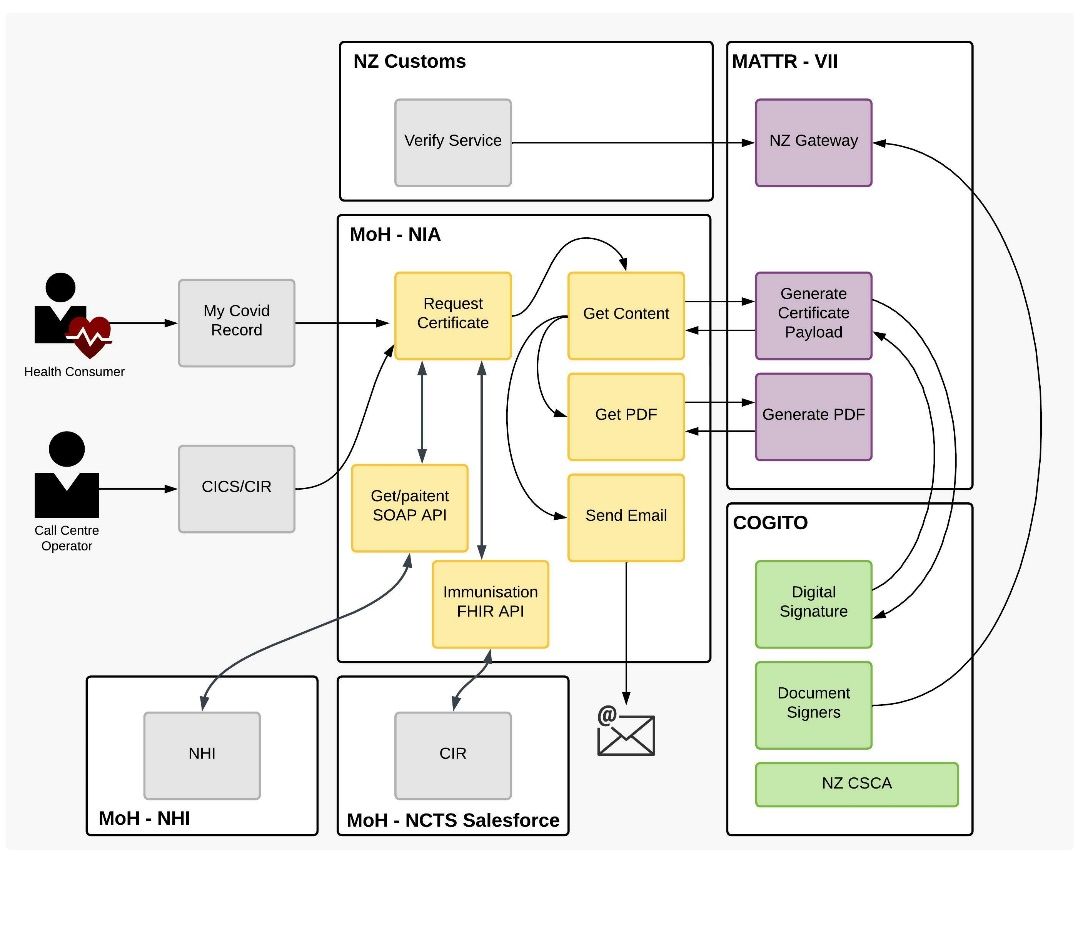 NZ Customs
Verify Service
MATTR - VII
NZ Gateway
MoH - NIA
Request
Certificate
Get Content
Generate
Certificate
Payload
Get PDF
Generate PDF
Get/paitent
SOAP API
Send Email
Immunisation
FHIR API
My Covid
Record
Health Consumer
CICS/CIR
Call Centre
Operator
COGITO
Digital
Signature
Document
Signers
NZ CSCA
NHI
MoH - NHI
CIR
MoH - NCTS Salesforce
@